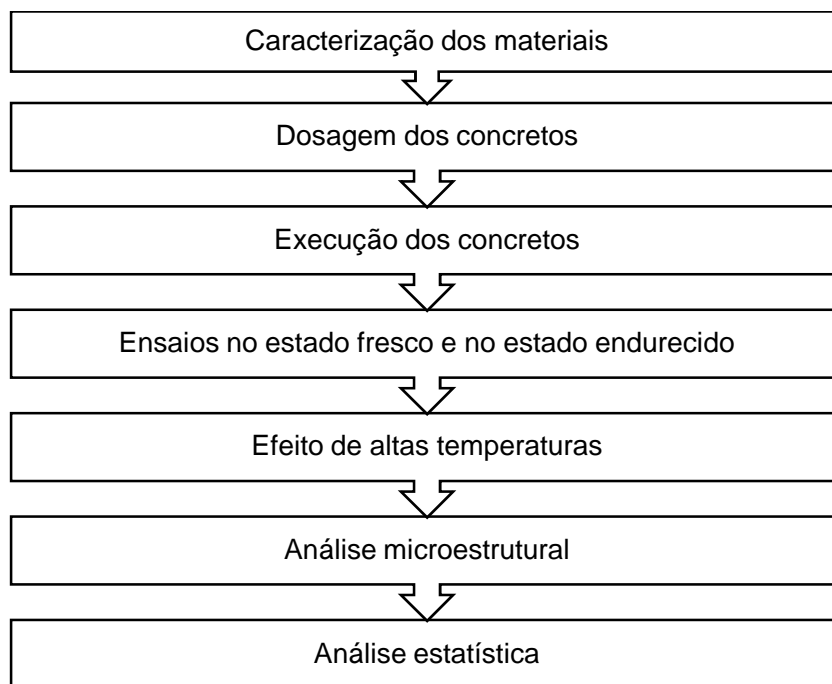 Caracterização dos materiais
Dosagem dos concretos
Execução dos concretos
Ensaios no estado fresco e no estado endurecido
Efeito de altas temperaturas
Análise microestrutural
Análise estatística